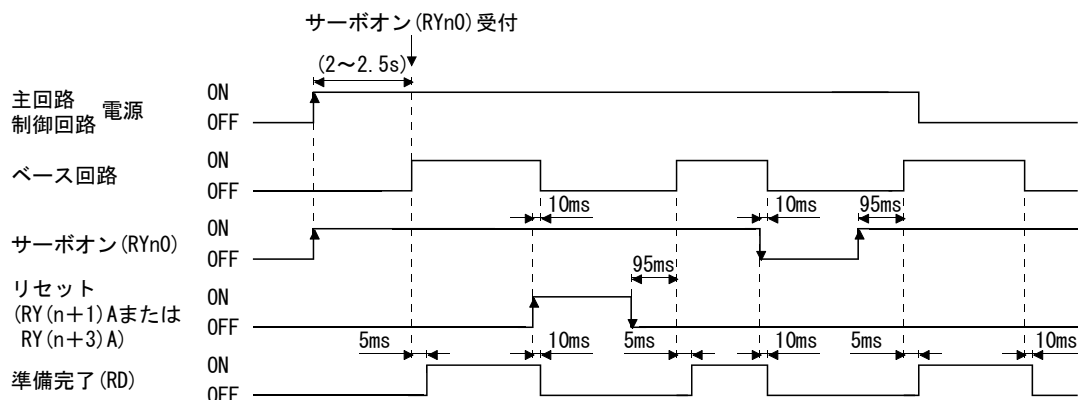 サーボオン(RYn0)受付
(2～2.5s)
主回路
制御回路 電源
ON
OFF
ベース回路
ON
OFF
10ms
10ms
95ms
サーボオン(RYn0)
ON
OFF
95ms
リセット
(RY(n+1)Aまたは
RY(n+3)A)
ON
OFF
5ms
10ms
5ms
10ms
5ms
10ms
準備完了(RD)
ON
OFF